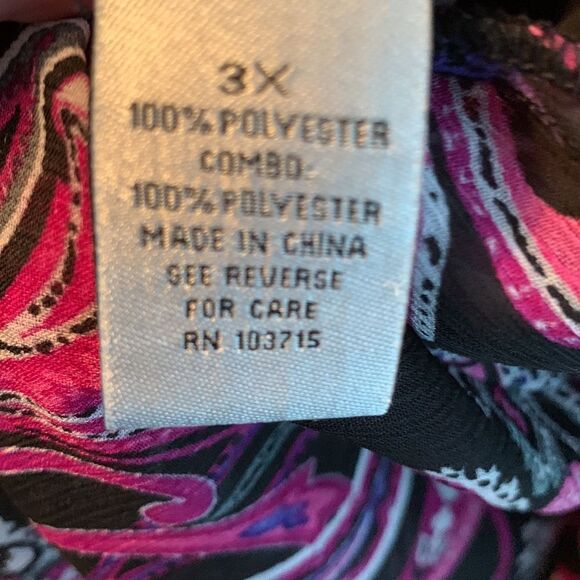 3X
100% POLYESTER
COMBO:
100% POLYESTER
MADE IN CHINA
SEE REVERSE
FOR CARE
RN 103715